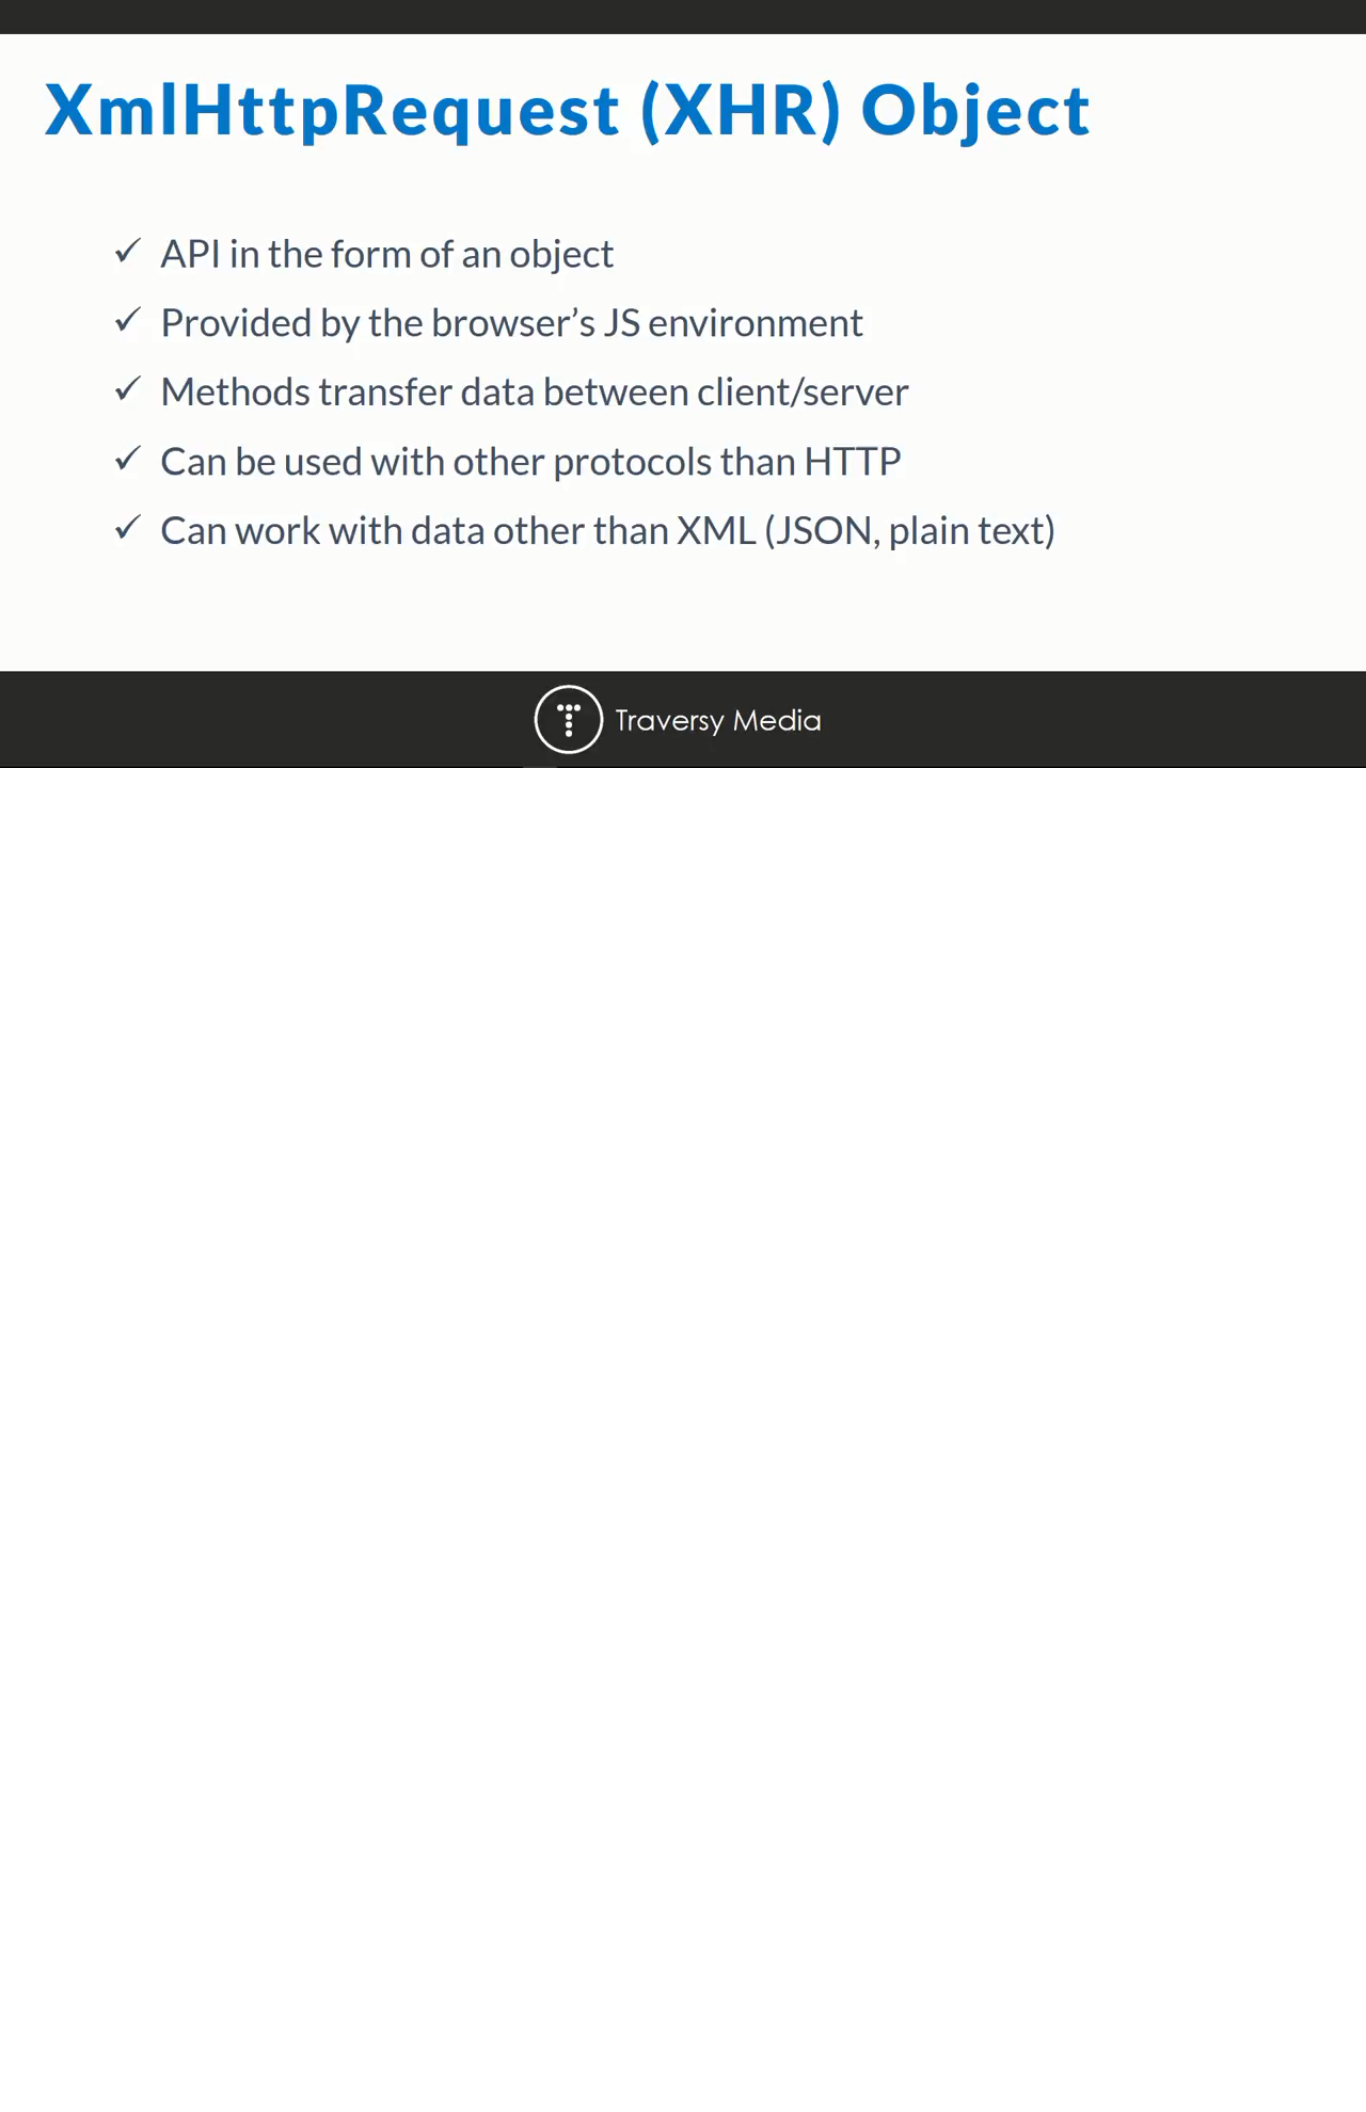 XmlHttpRequest (XHR) Object
✓ API in the form of an object
✓ Provided by the browser’s JS environment
✓ Methods transfer data between client/server
✓ Can be used with other protocols than HTTP
✓ Can work with data other than XML (JSON, plain text)
Traversy Media